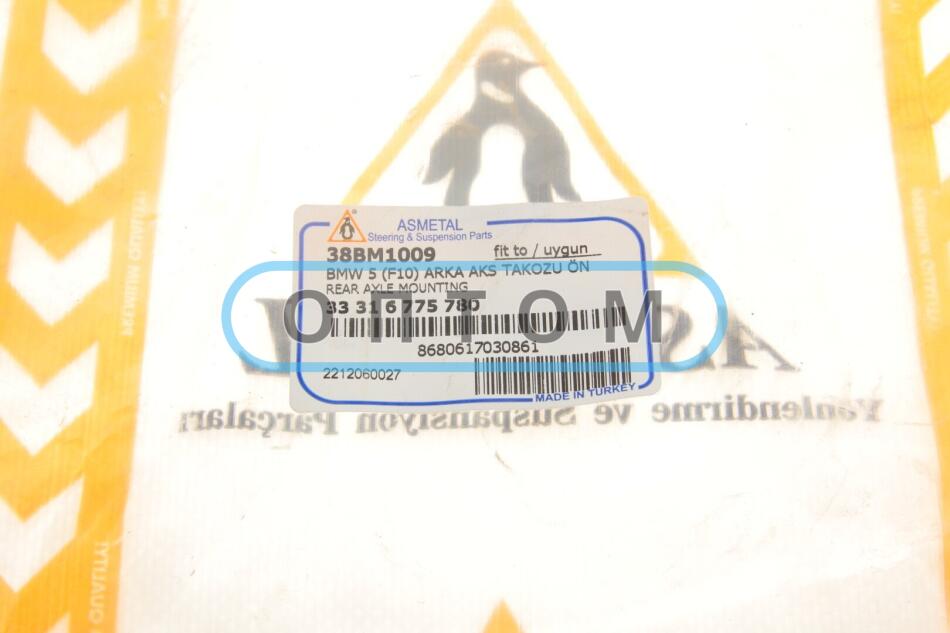 ASMETAL
Steering & Suspension Parts
38BM1009 fit to / uygun
BMW 5 (F10) ARKA AKS TAKOZU ÖN
REAR AXLE MOUNTING
33 31 6 775 780
ОПТОМ
8680617030861
2212060027
MADE IN TURKEY
Yönlendirme ve Süspansiyon Parçaları